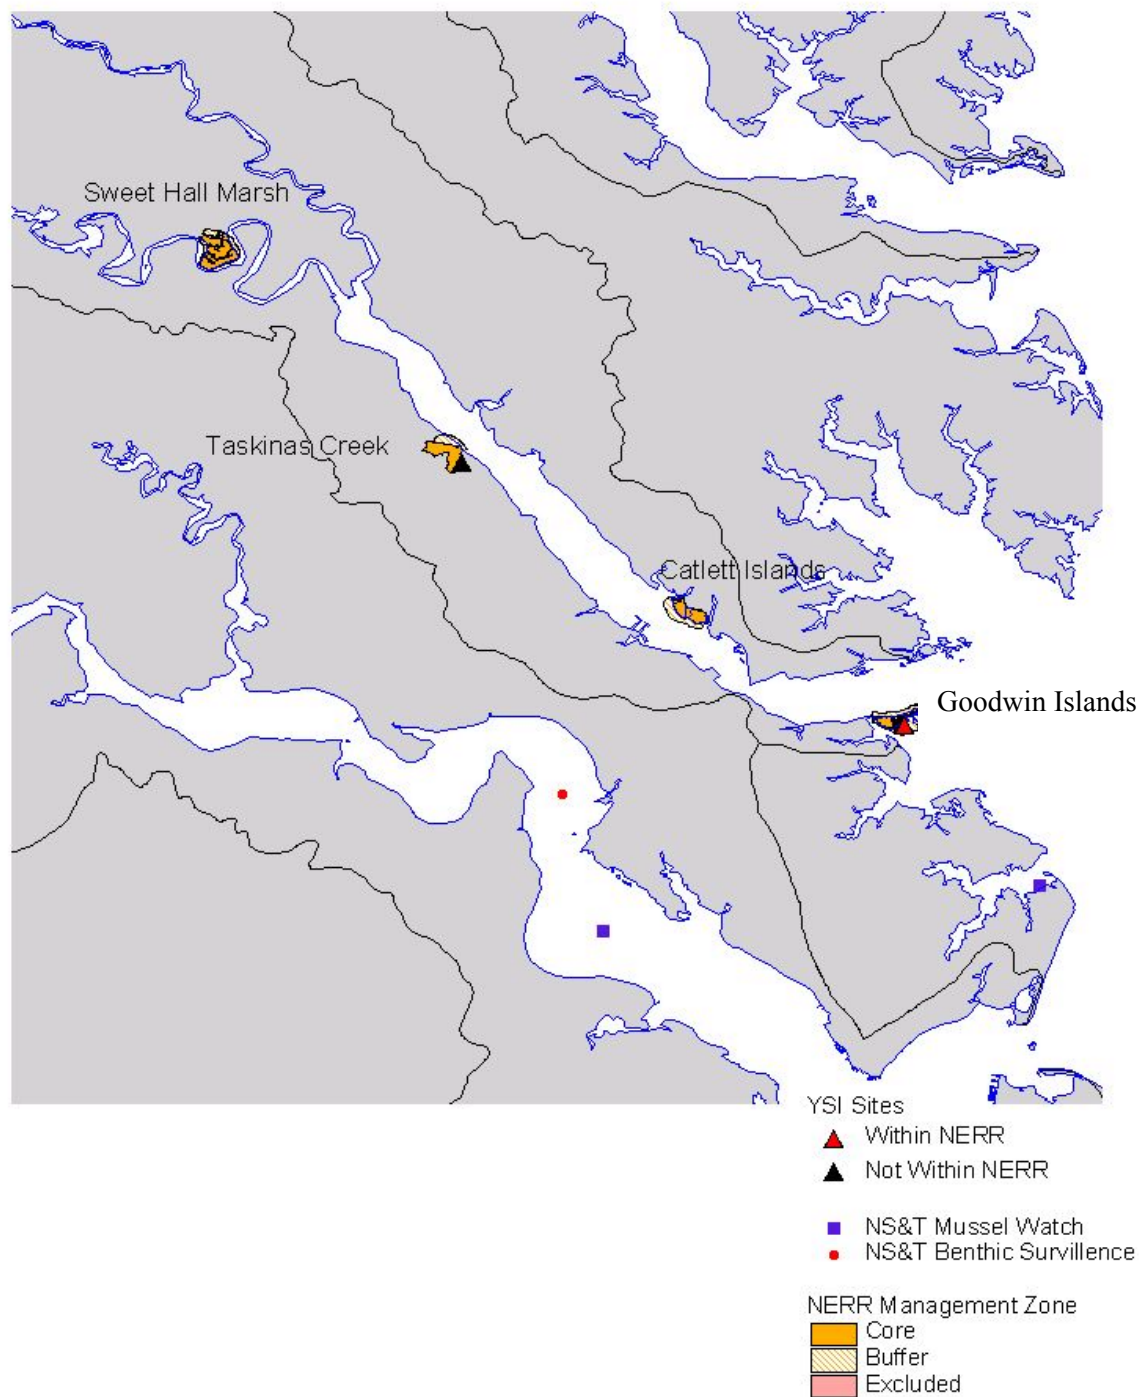 Sweet Hall Marsh
Taskinas Creek
Catlett Islands
Goodwin Islands
YSI Sites
Within NERR
Not Within NERR
NS&T Mussel Watch
NS&T Benthic Survillence
NERR Management Zone
Core
Buffer
Excluded